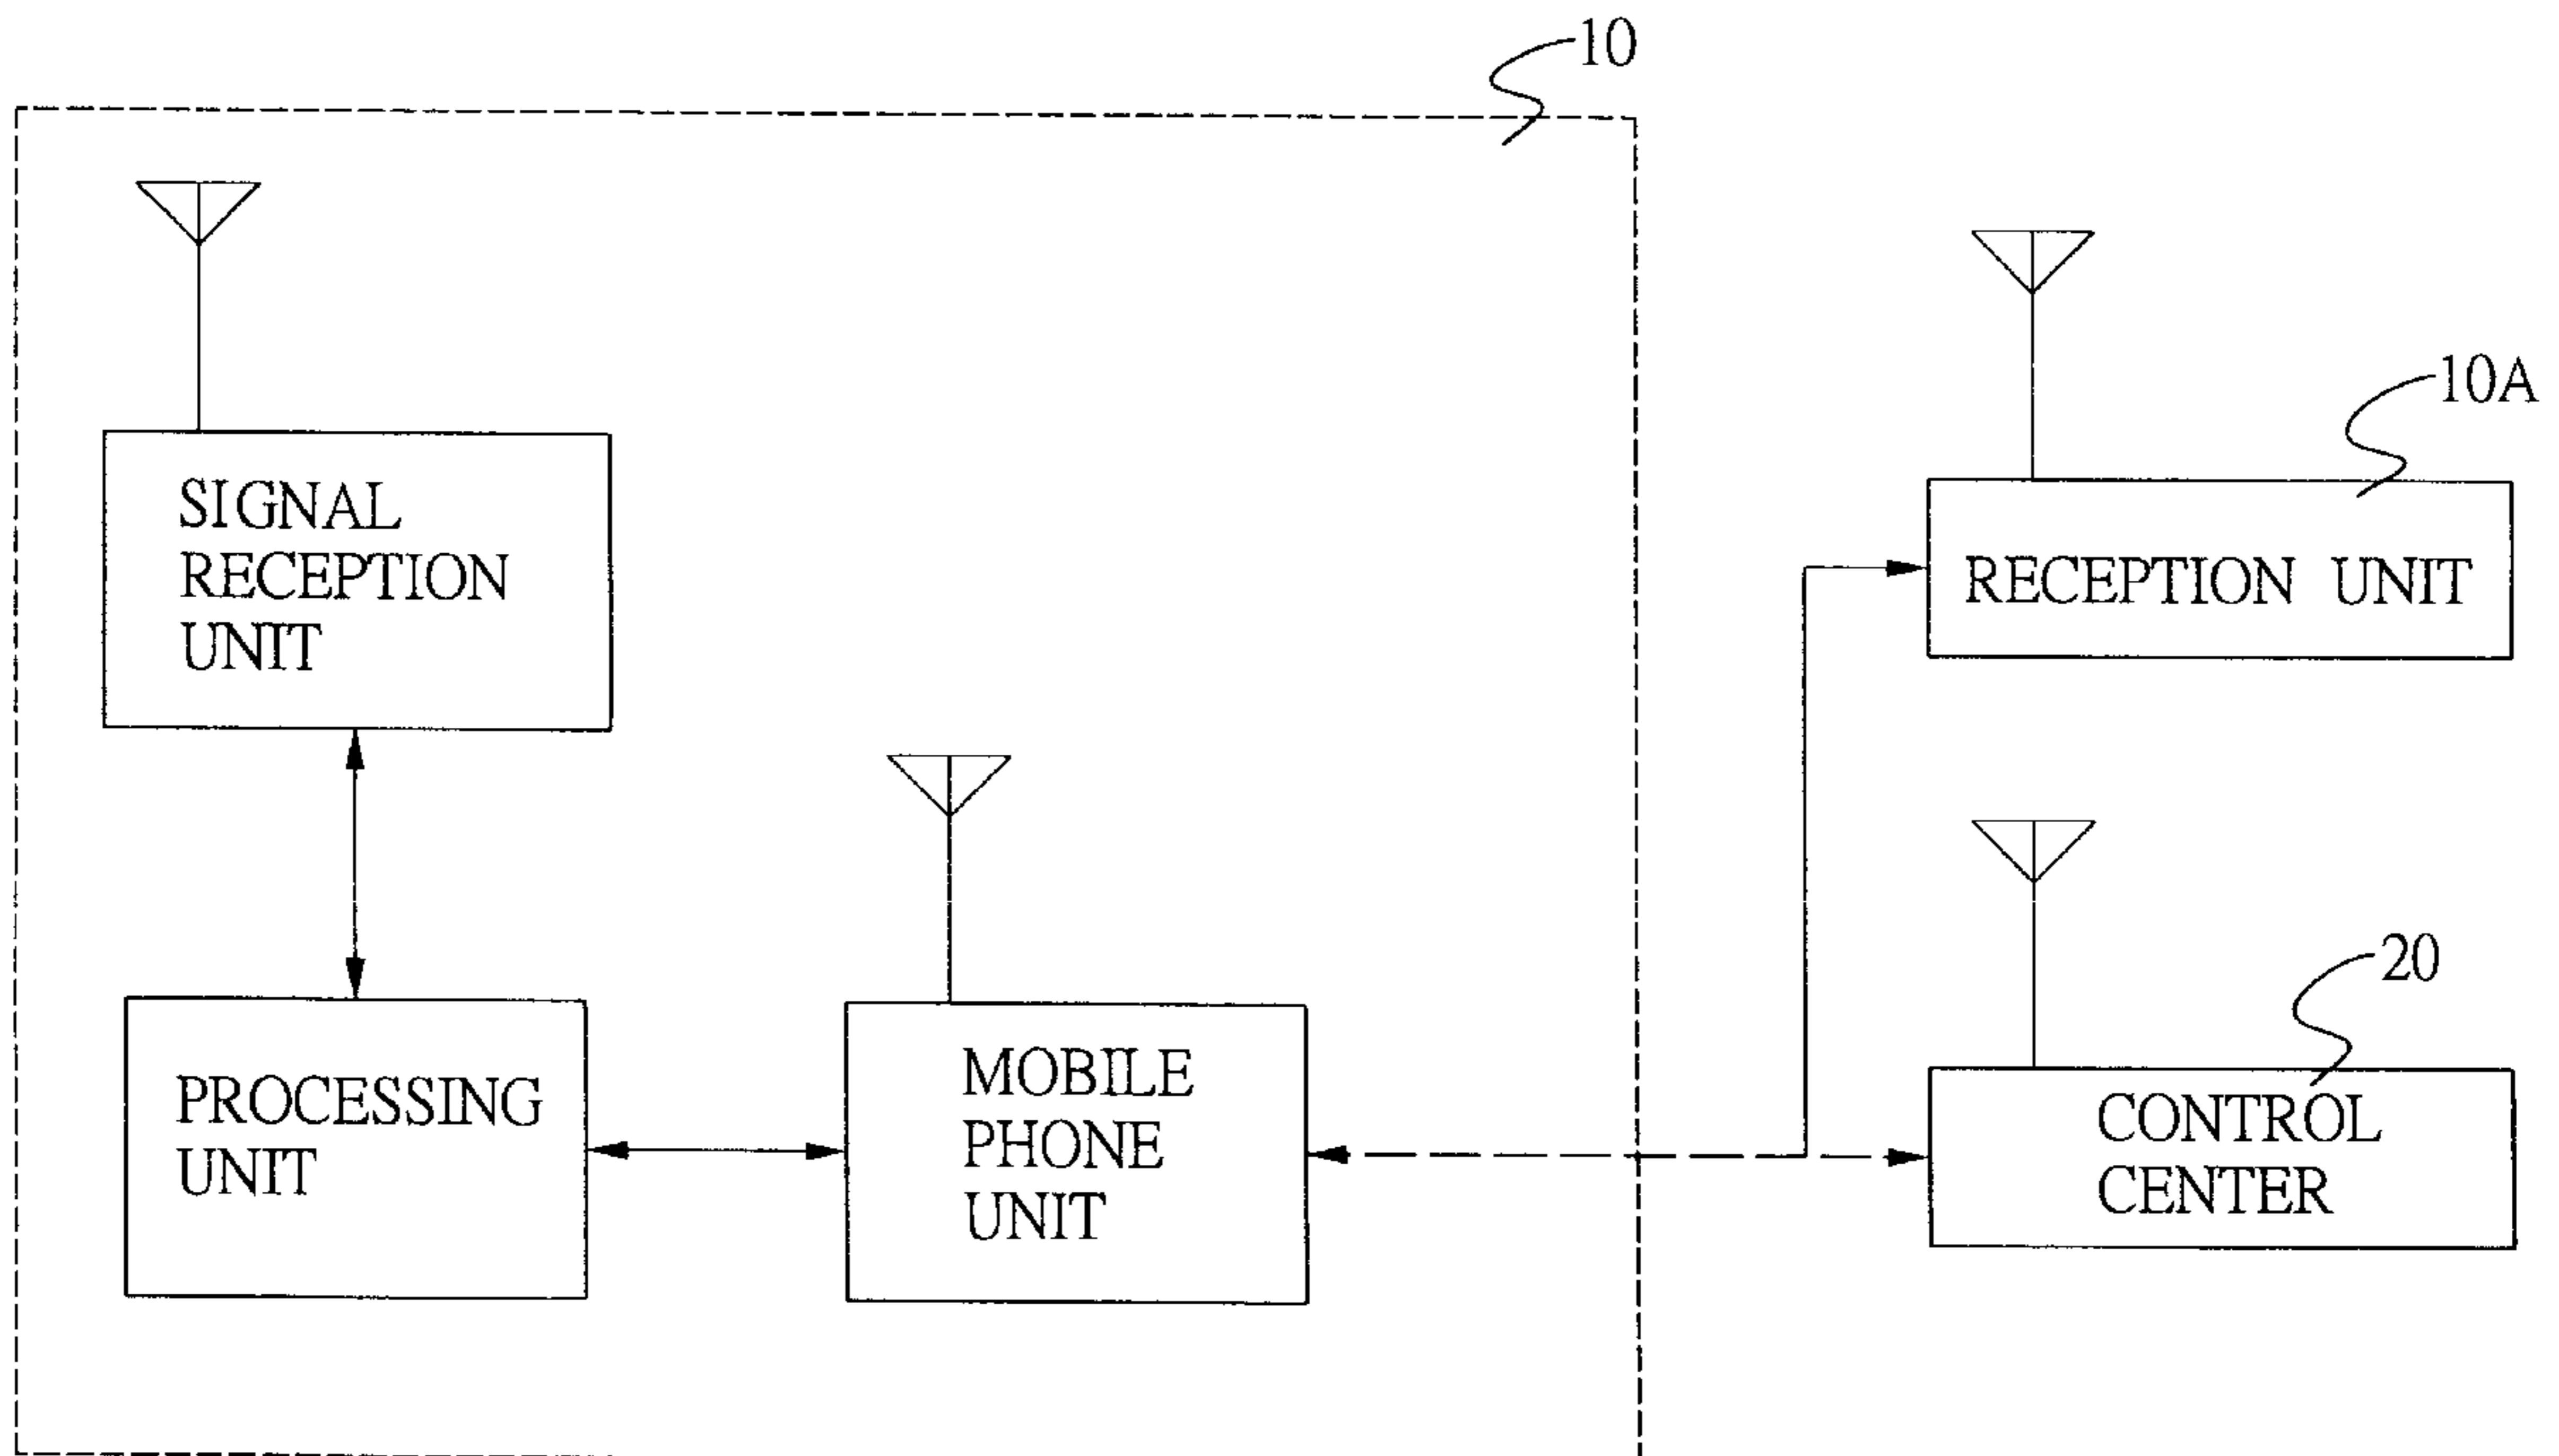 10
SIGNAL
RECEPTION
UNIT
10A
RECEPTION UNIT
PROCESSING
UNIT
MOBILE
PHONE
UNIT
20
CONTROL
CENTER